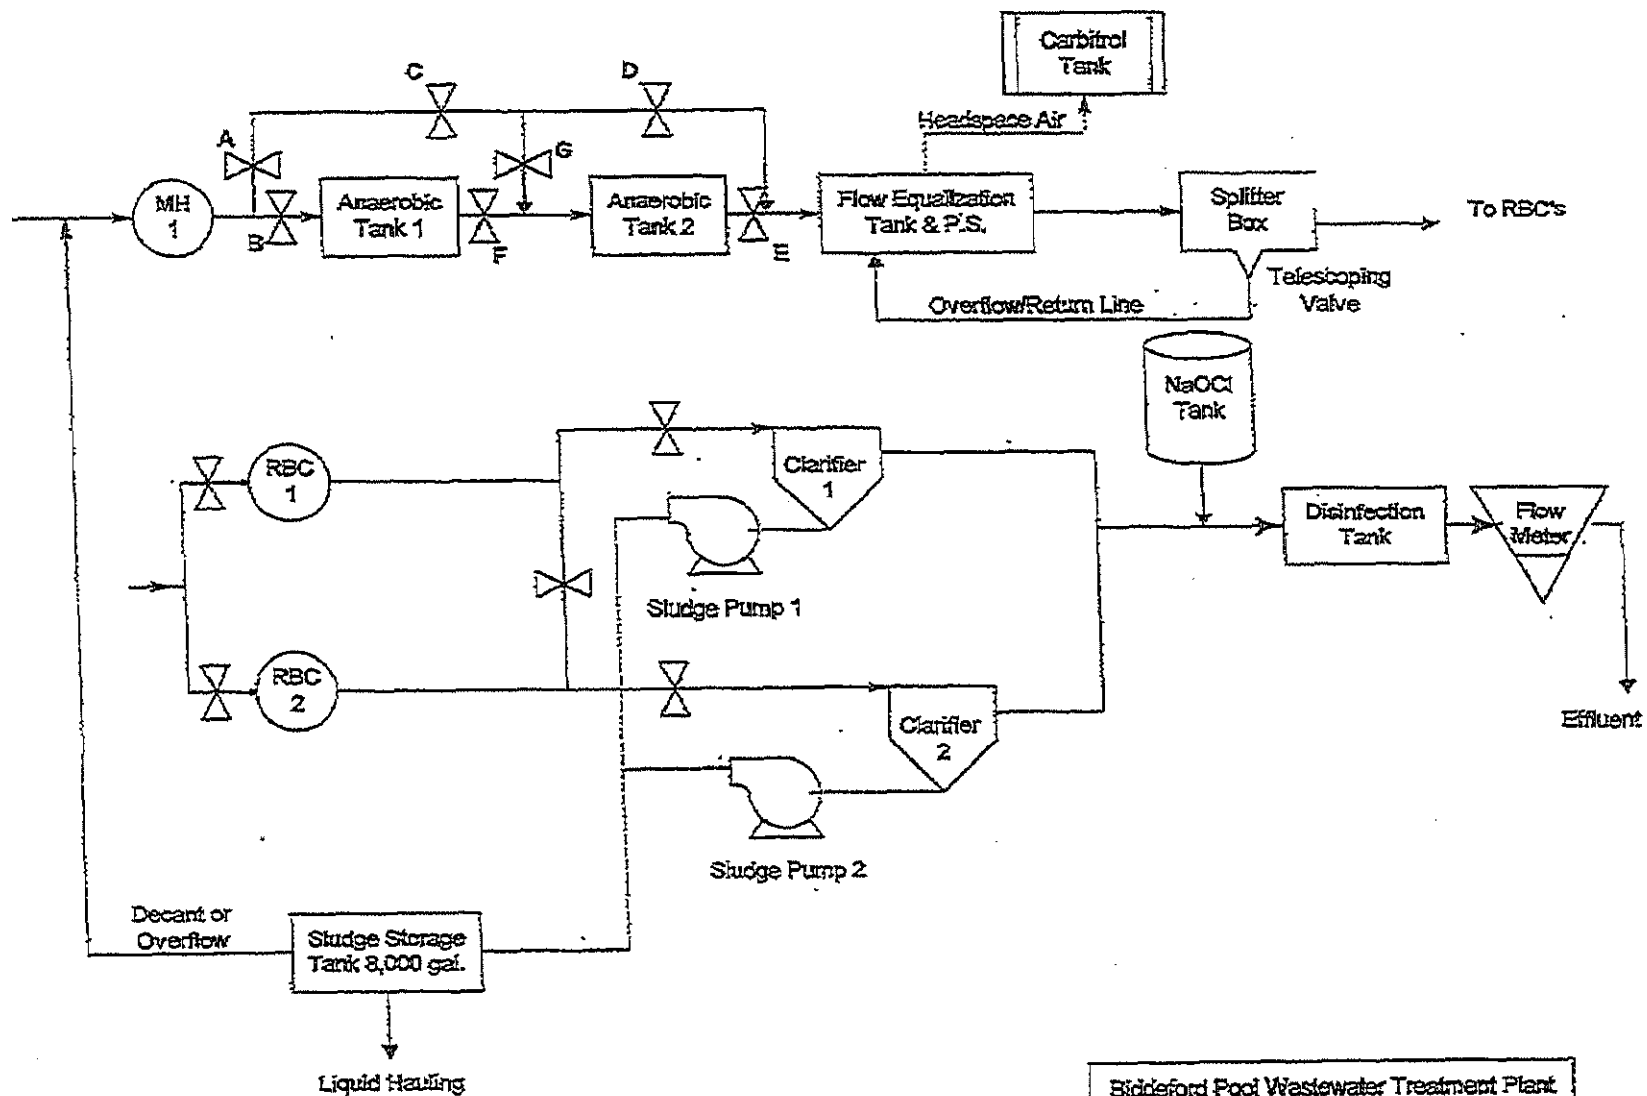 Carbitrol
Tank
C
D
Headspace Air
A
G
MH
1
Anaerobic
Tank 1
Anaerobic
Tank 2
Flow Equalization
Tank & P.S.
Splitter
Box
To RBC's
B
F
E
Telescoping
Valve
Overflow/Return Line
NaOCl
Tank
RBC
1
Clarifier
1
Disinfection
Tank
Flow
Meter
Sludge Pump 1
RBC
2
Clarifier
2
Effluent
Sludge Pump 2
Decant or
Overflow
Sludge Storage
Tank 8,000 gal.
Liquid Hauling
Biddeford Pool Wastewater Treatment Plant